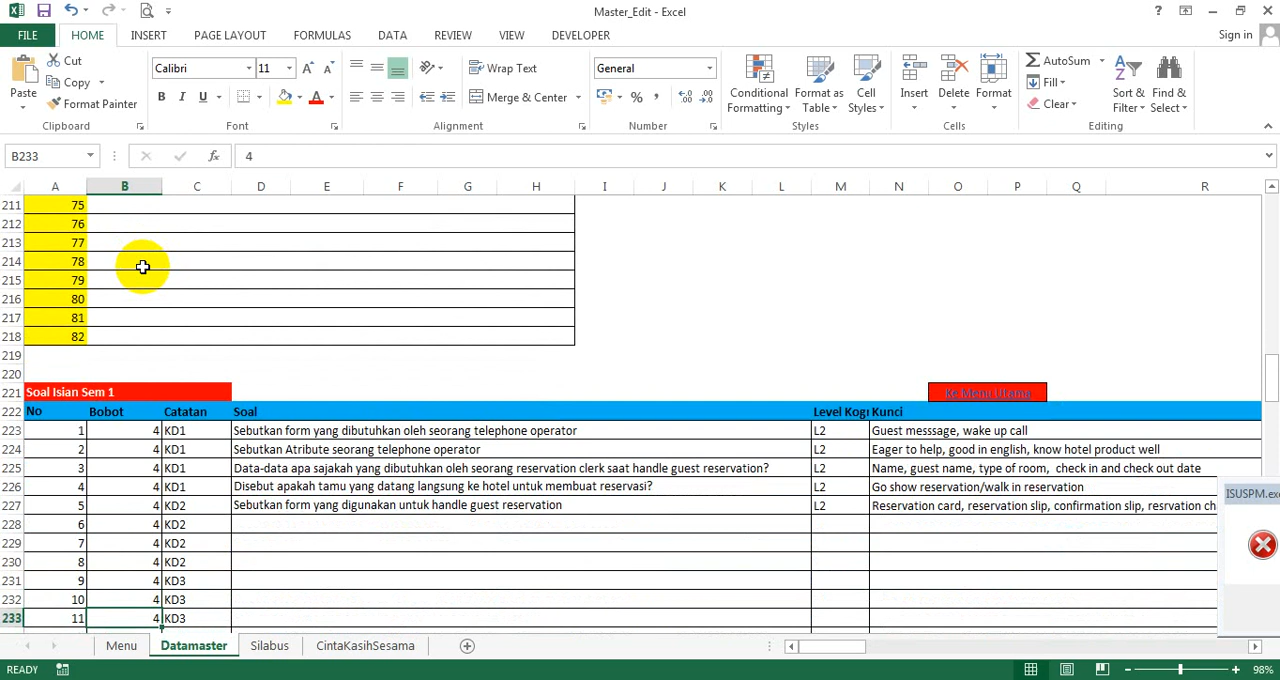 Master_Edit - Excel
?
FILE HOME INSERT PAGE LAYOUT FORMULAS DATA REVIEW VIEW DEVELOPER Sign in
Paste
Cut
Copy
Format Painter
Clipboard
Calibri 11
B I U
Font
Wrap Text
Merge & Center
Alignment
General
%
Number
Conditional Formatting
Format as Table
Cell Styles
Styles
Insert
Delete
Format
Cells
AutoSum
Fill
Clear
Sort & Filter
Find & Select
Editing
B233 fx 4
A B C D E F G H I J K L M N O P Q R
211 75
212 76
213 77
214 78
215 79
216 80
217 81
218 82
219
220
221 Soal Isian Sem 1 Ke Menu Utama
222 No Bobot Catatan Soal Level Kog Kunci
223 1 4 KD1 Sebutkan form yang dibutuhkan oleh seorang telephone operator L2 Guest messsage, wake up call
224 2 4 KD1 Sebutkan Atribute seorang telephone operator L2 Eager to help, good in english, know hotel product well
225 3 4 KD1 Data-data apa sajakah yang dibutuhkan oleh seorang reservation clerk saat handle guest reservation? L2 Name, guest name, type of room, check in and check out date
226 4 4 KD1 Disebut apakah tamu yang datang langsung ke hotel untuk membuat reservasi? L2 Go show reservation/walk in reservation
227 5 4 KD2 Sebutkan form yang digunakan untuk handle guest reservation L2 Reservation card, reservation slip, confirmation slip, resrvation ch
228 6 4 KD2
229 7 4 KD2
230 8 4 KD2
231 9 4 KD3
232 10 4 KD3
233 11 4 KD3
ISUSPM.exe
Menu Datamaster Silabus CintaKasihSesama
READY 98%